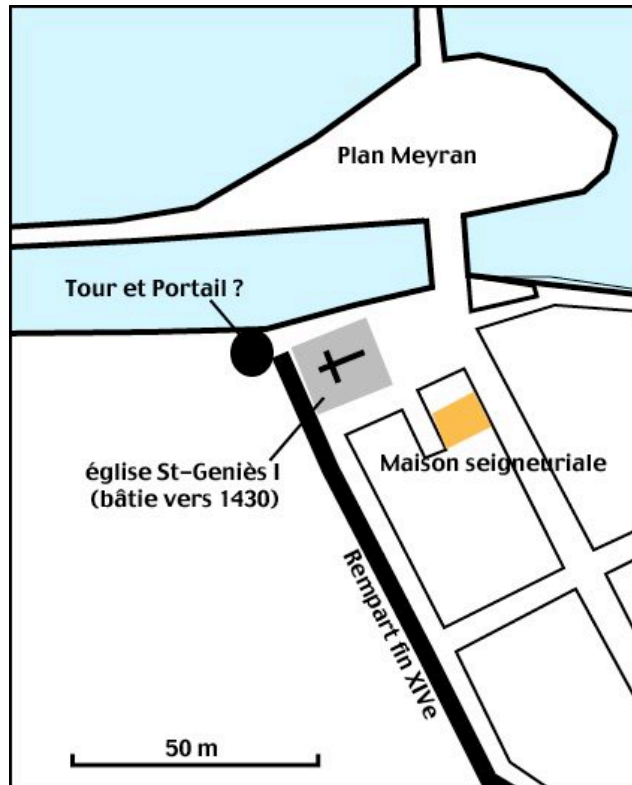 Plan Meyran
Tour et Portail ?
église St-Geniès I
(bâtie vers 1430)
Maison seigneuriale
Rempart fin XIVe
50 m